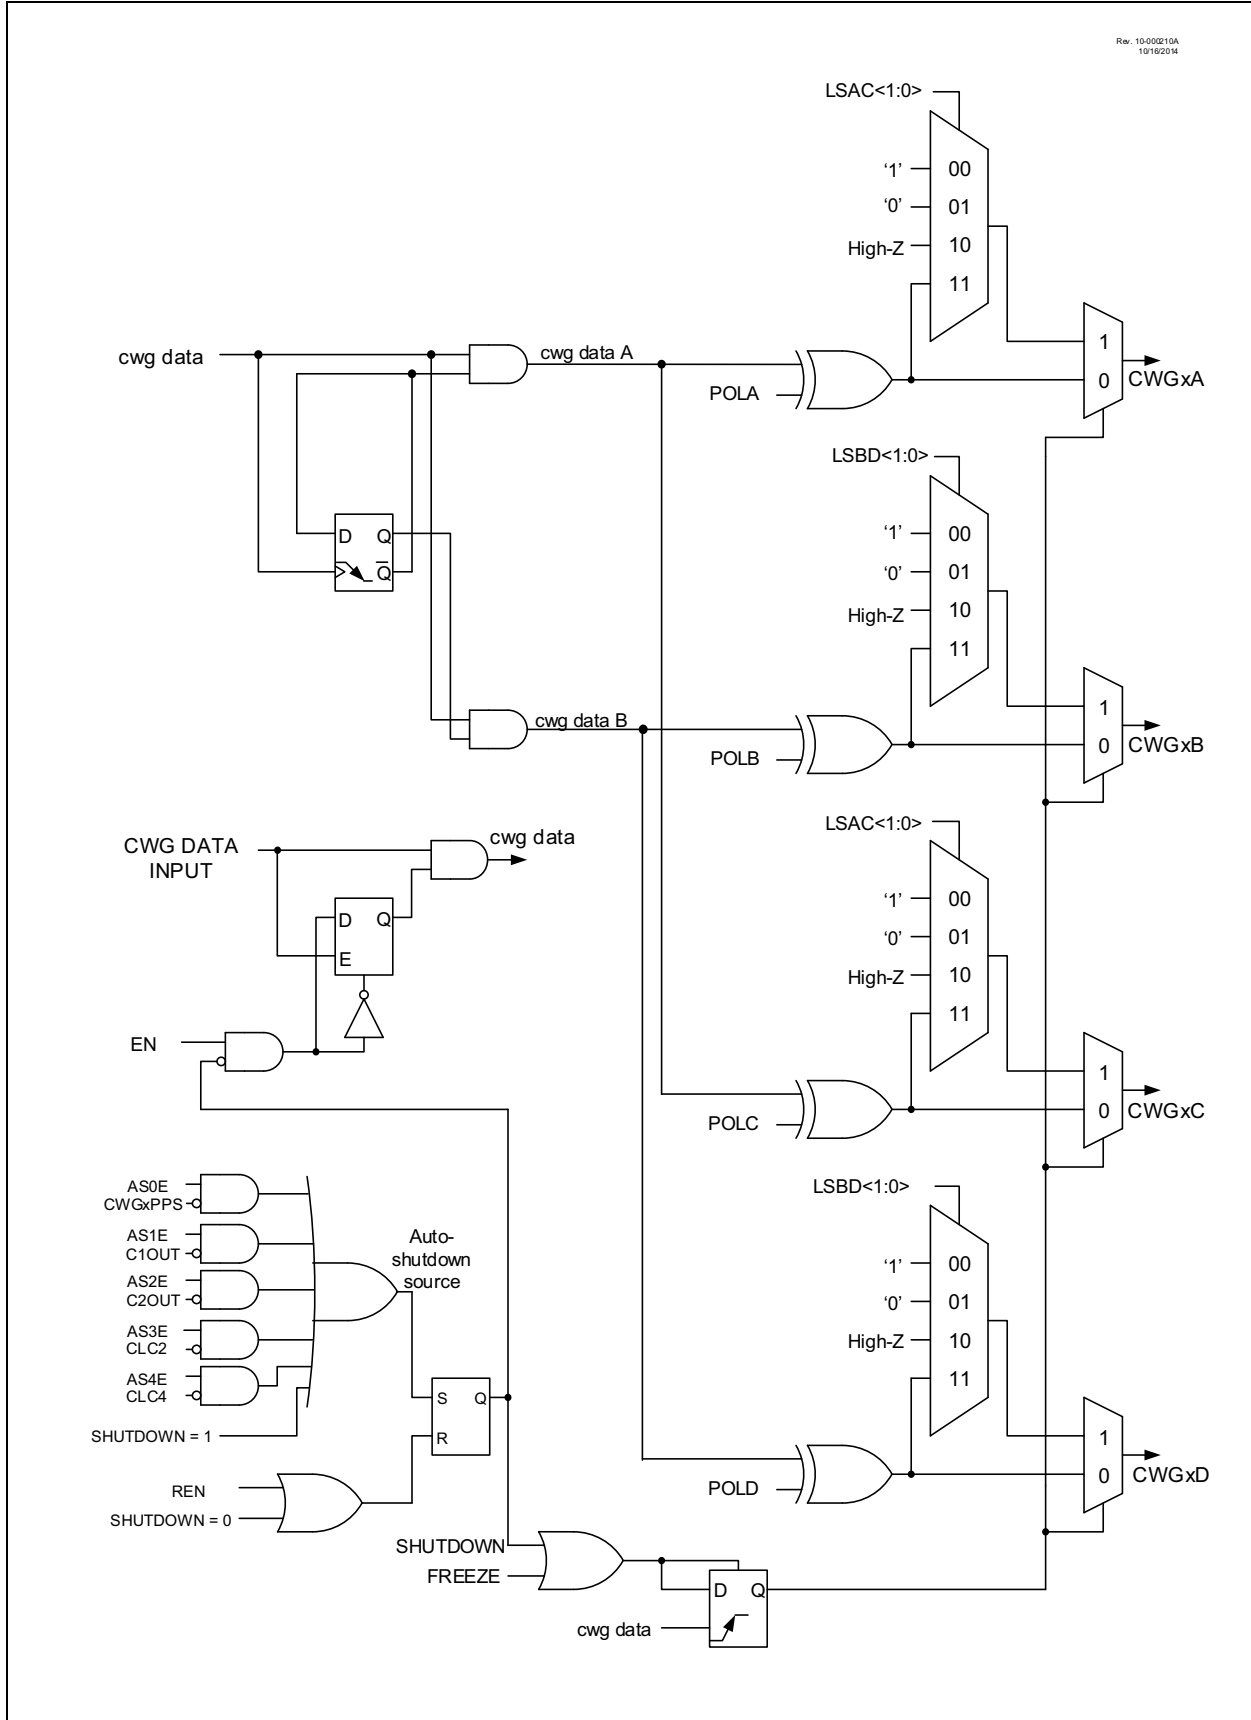 Rev. 10-000210A
10/16/2014
LSAC<1:0>
‘1’ 00
‘0’ 01
High-Z 10
11
1
0
CWGxA
cwg data
cwg data A
POLA
LSBD<1:0>
‘1’ 00
‘0’ 01
High-Z 10
11
D Q
Q
1
0
CWGxB
cwg data B
POLB
CWG DATA
INPUT
cwg data
D Q
E
EN
LSAC<1:0>
‘1’ 00
‘0’ 01
High-Z 10
11
1
0
CWGxC
POLC
AS0E
CWGxPPS
AS1E
C1OUT
AS2E
C2OUT
AS3E
CLC2
AS4E
CLC4
SHUTDOWN = 1
Auto-
shutdown
source
S Q
R
REN
SHUTDOWN = 0
LSBD<1:0>
‘1’ 00
‘0’ 01
High-Z 10
11
1
0
CWGxD
POLD
SHUTDOWN
FREEZE
D Q
cwg data